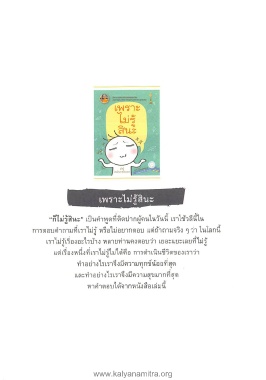 เพราะ
ไม่รู้
สินะ
เพราะไม่รู้สินะ
"ก็ไม่รู้สินะ" เป็นคำพูดที่ติดปากผู้คนในวันนี้ เราใช้วลีนี้ใน
การตอบคำถามที่เราไม่รู้ หรือไม่อยากตอบ แต่ถ้าถามจริง ๆ ว่า ในโลกนี้
เราไม่รู้เรื่องอะไรบ้าง หลายท่านคงตอบว่า เยอะแยะเลยที่ไม่รู้
แต่เรื่องหนึ่งที่เราไม่รู้ไม่ได้คือ การดำเนินชีวิตของเราว่า
ทำอย่างไรเราจึงมีความทุกข์น้อยที่สุด
และทำอย่างไรเราจึงมีความสุขมากที่สุด
หาคำตอบได้จากหนังสือเล่มนี้
www.kalyanamitra.org